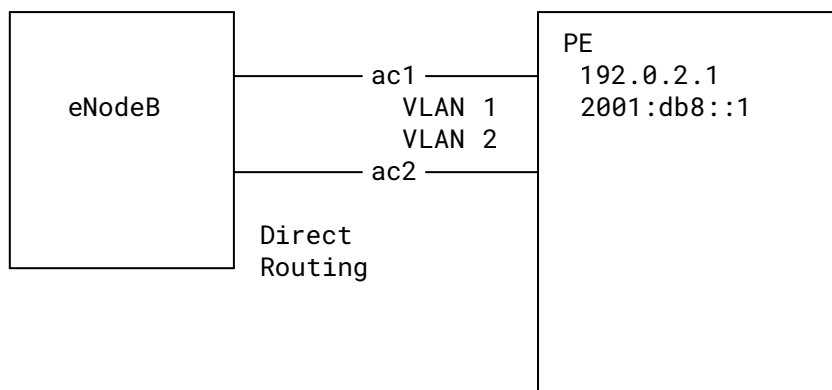 PE
192.0.2.1
2001:db8::1
eNodeB
ac1
VLAN 1
VLAN 2
ac2
Direct
Routing